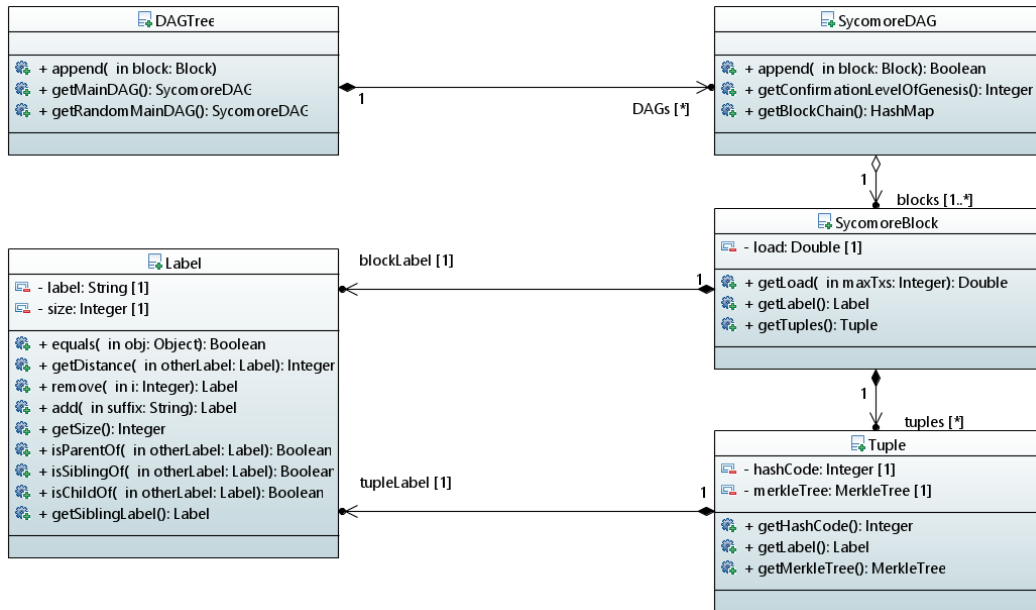 DAGTree
+ append( in block: Block)
+ getMainDAG(): SycomoreDAG
+ getRandomMainDAG(): SycomoreDAG
1
DAGs [*]
SycomoreDAG
+ append( in block: Block): Boolean
+ getConfirmationLevelOfGenesis(): Integer
+ getBlockChain(): HashMap
1
blocks [1..*]
SycomoreBlock
- load: Double [1]
+ getLoad( in maxTxs: Integer): Double
+ getLabel(): Label
+ getTuples(): Tuple
blockLabel [1]
1
Label
- label: String [1]
- size: Integer [1]
+ equals( in obj: Object): Boolean
+ getDistance( in otherLabel: Label): Integer
+ remove( in i: Integer): Label
+ add( in suffix: String): Label
+ getSize(): Integer
+ isParentOf( in otherLabel: Label): Boolean
+ isSiblingOf( in otherLabel: Label): Boolean
+ isChildOf( in otherLabel: Label): Boolean
+ getSiblingLabel(): Label
1
tuples [*]
tupleLabel [1]
1
Tuple
- hashCode: Integer [1]
- merkleTree: MerkleTree [1]
+ getHashCode(): Integer
+ getLabel(): Label
+ getMerkleTree(): MerkleTree